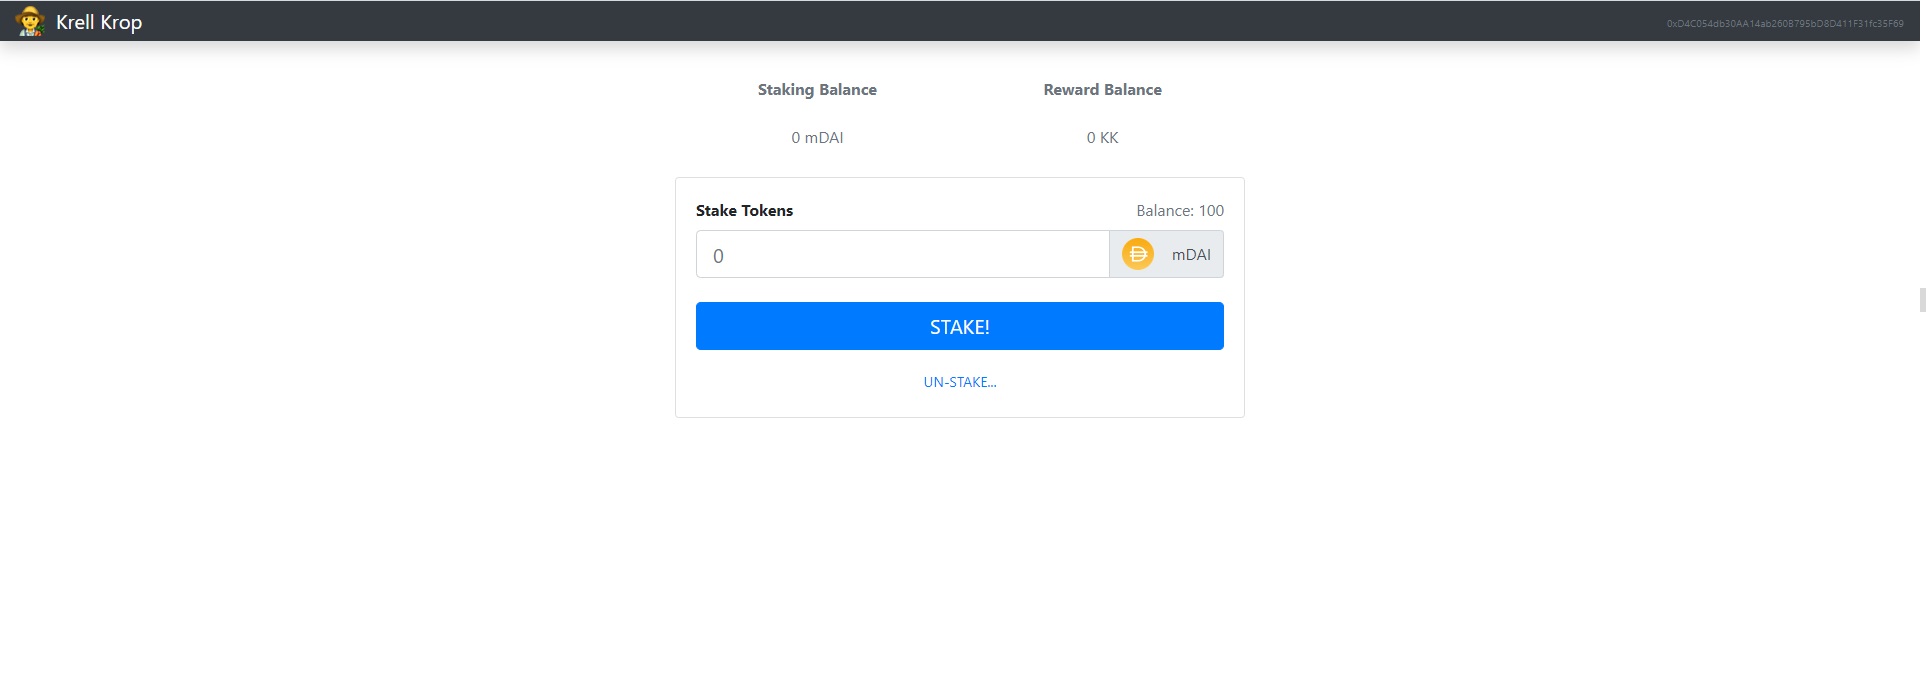 Krell Krop
0xD4C054db30AA14ab260B795bD8D411F31fc35F69
Staking Balance Reward Balance
0 mDAI 0 KK
Stake Tokens Balance: 100
0 mDAI
STAKE!
UN-STAKE...